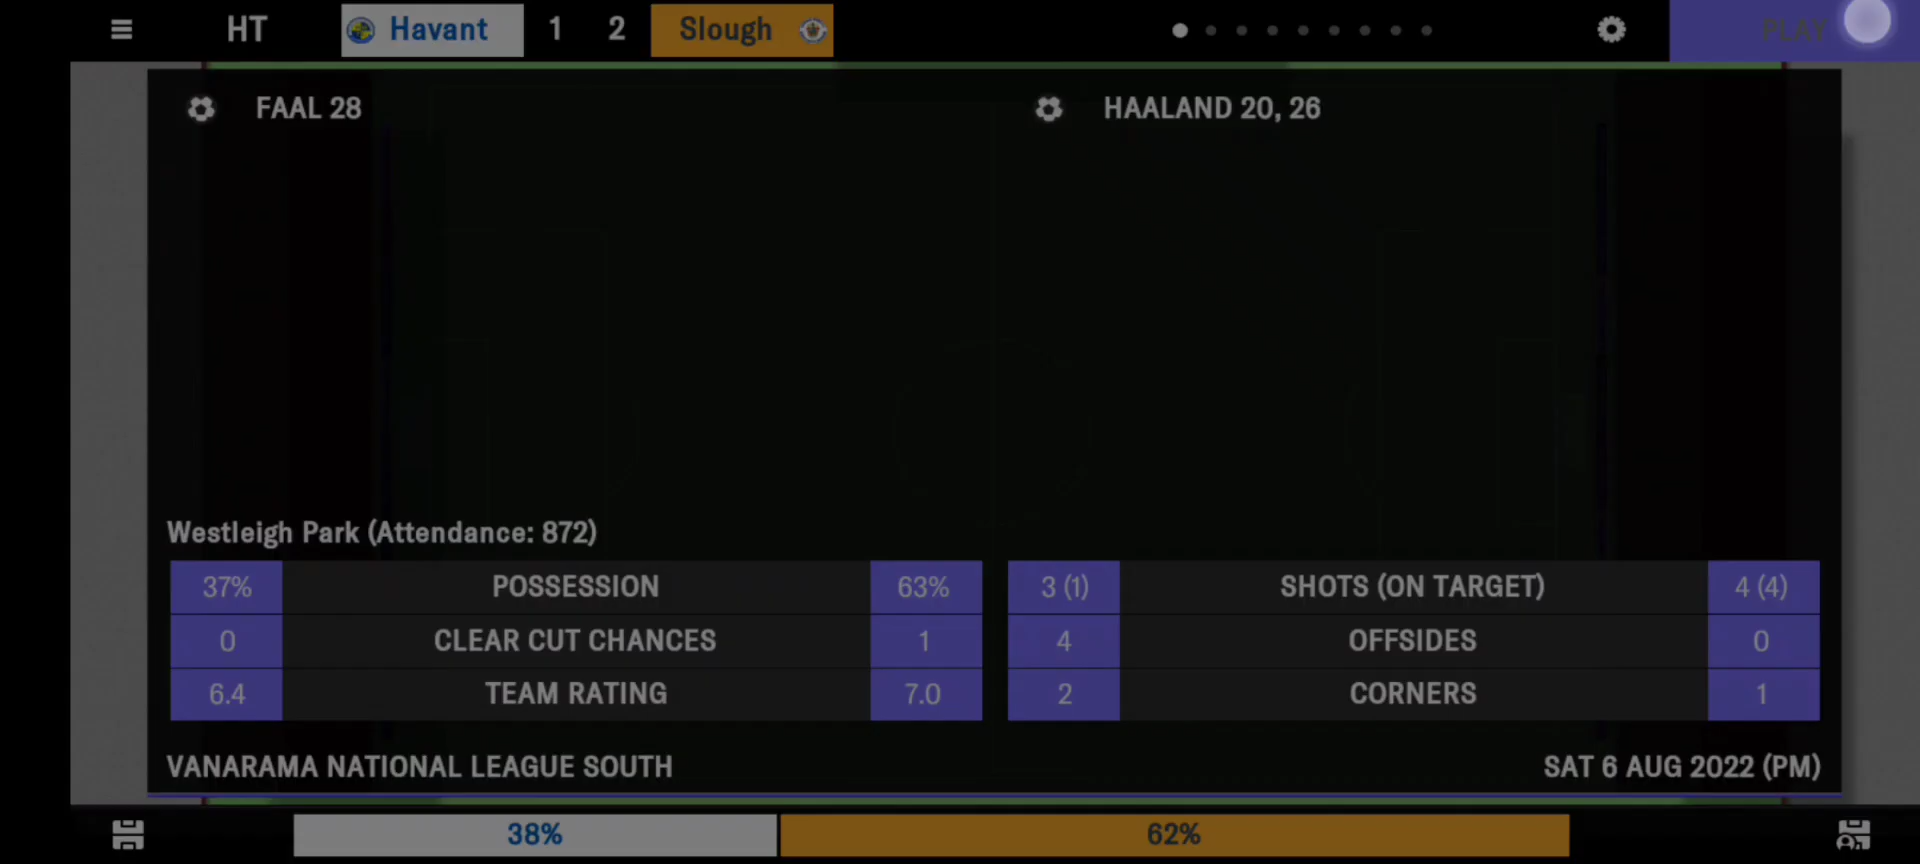 HT Havant 1 2 Slough PLAY
FAAL 28 HAALAND 20, 26
Westleigh Park (Attendance: 872)
37% POSSESSION 63% 3 (1) SHOTS (ON TARGET) 4 (4)
0 CLEAR CUT CHANCES 1 4 OFFSIDES 0
6.4 TEAM RATING 7.0 2 CORNERS 1
VANARAMA NATIONAL LEAGUE SOUTH SAT 6 AUG 2022 (PM)
38% 62%